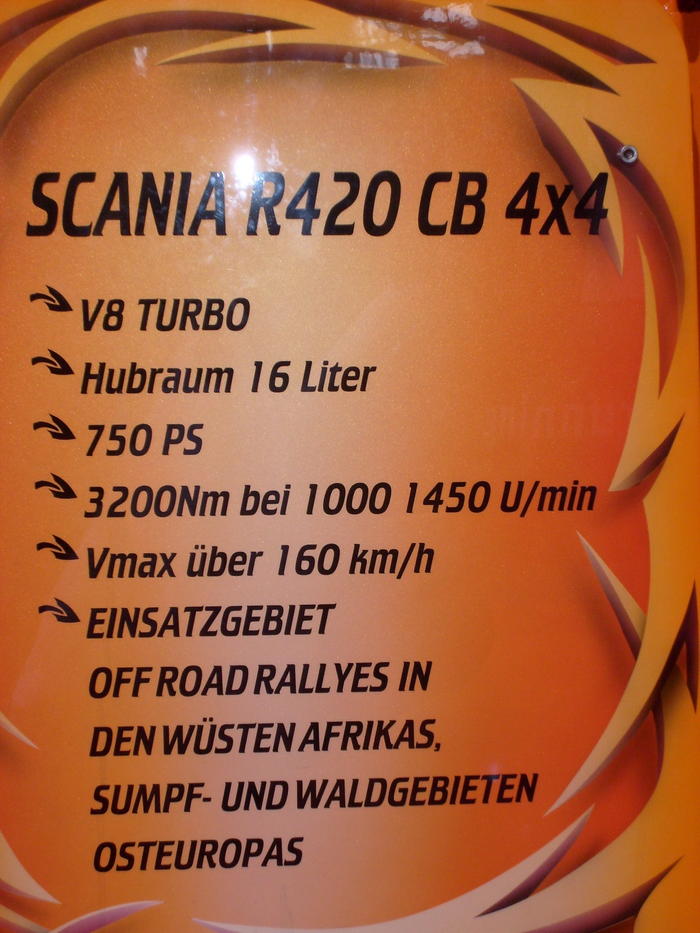 SCANIA R420 CB 4x4
V8 TURBO
Hubraum 16 Liter
750 PS
3200Nm bei 1000 1450 U/min
Vmax über 160 km/h
EINSATZGEBIET
OFF ROAD RALLYES IN
DEN WÜSTEN AFRIKAS,
SUMPF- UND WALDGEBIETEN
OSTEUROPAS